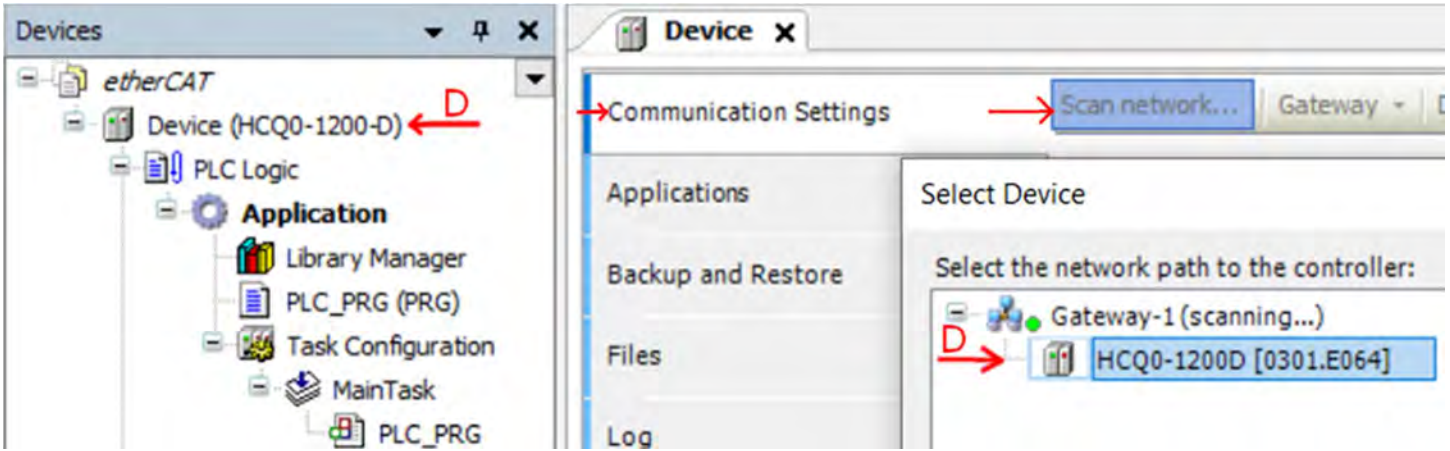 Devices
etherCAT
Device (HCQ0-1200-D)
D
PLC Logic
Application
Library Manager
PLC_PRG (PRG)
Task Configuration
MainTask
PLC_PRG
Device
Communication Settings
Scan network...
Gateway
Applications
Backup and Restore
Files
Log
Select Device
Select the network path to the controller:
Gateway-1 (scanning...)
D
HCQ0-1200D [0301.E064]